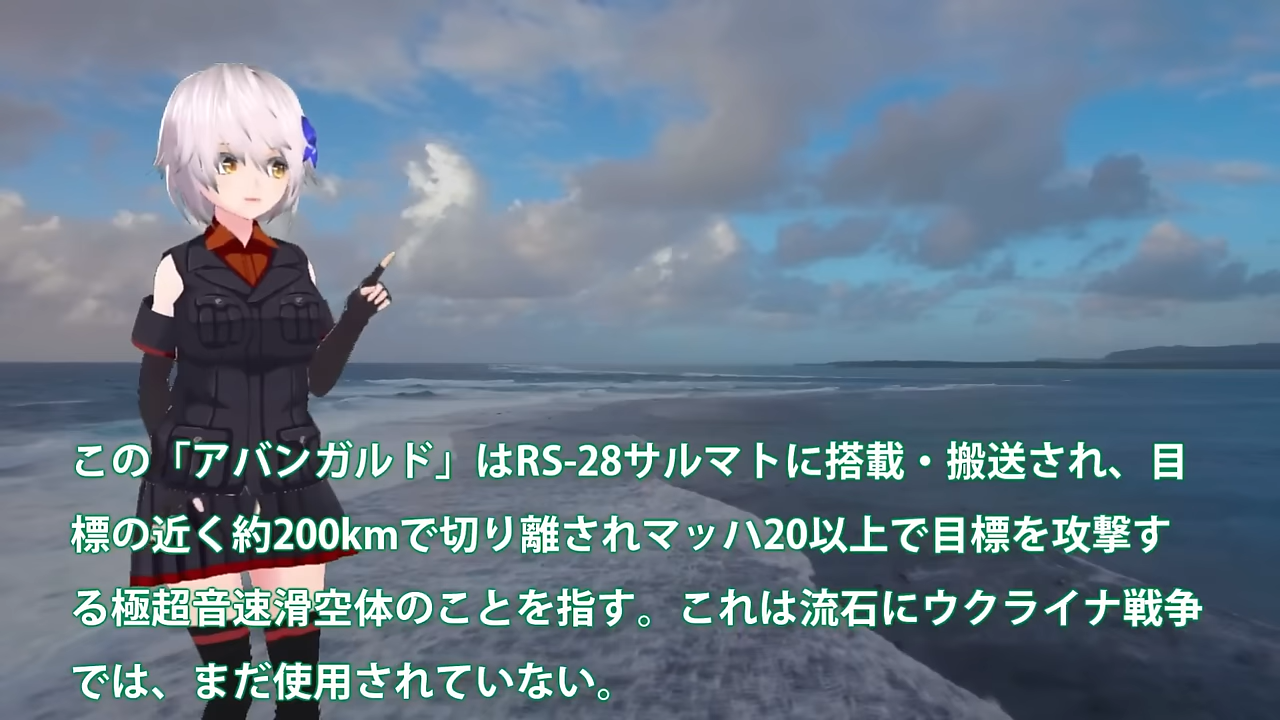 この「アバンガルド」はRS-28サルマトに搭載・搬送され、目
標の近く約200kmで切り離されマッハ20以上で目標を攻撃す
る極超音速滑空体のことを指す。これは流石にウクライナ戦争
では、まだ使用されていない。